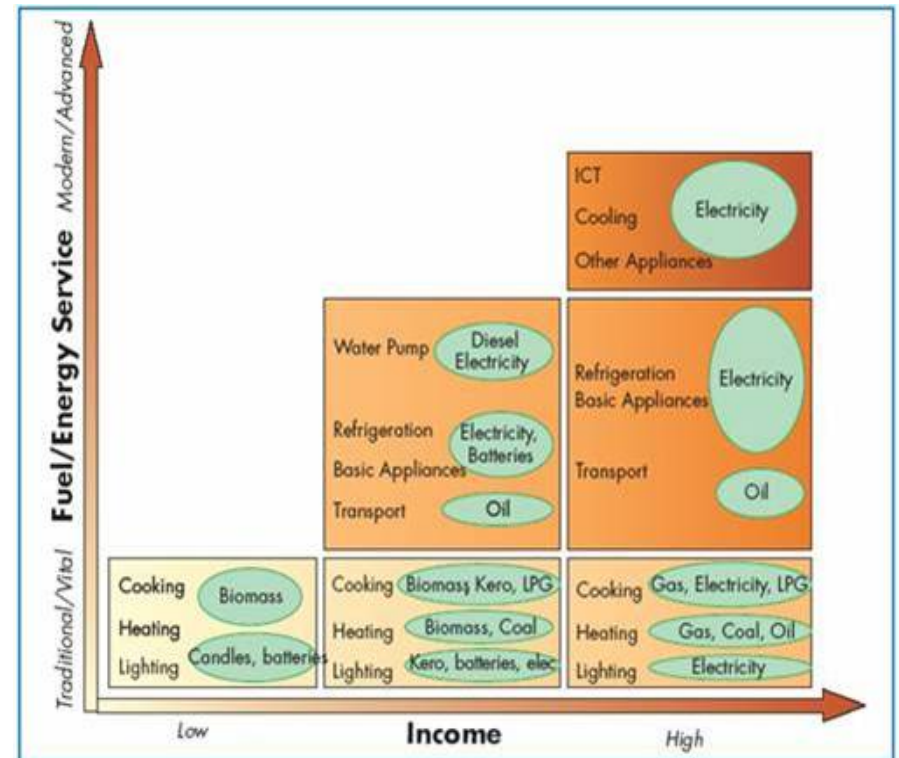 Fuel/Energy Service
Modern/Advanced
Traditional/Vital
ICT
Cooling
Other Appliances
Electricity
Water Pump
Diesel
Electricity
Refrigeration
Basic Appliances
Electricity,
Batteries
Transport
Oil
Refrigeration
Basic Appliances
Electricity
Transport
Oil
Cooking
Heating
Biomass
Lighting
Candles, batteries
Cooking
Biomass, Kero, LPG
Heating
Biomass, Coal
Lighting
Kero, batteries, elec
Cooking
Gas, Electricity, LPG
Heating
Gas, Coal, Oil
Lighting
Electricity
Low
Income
High